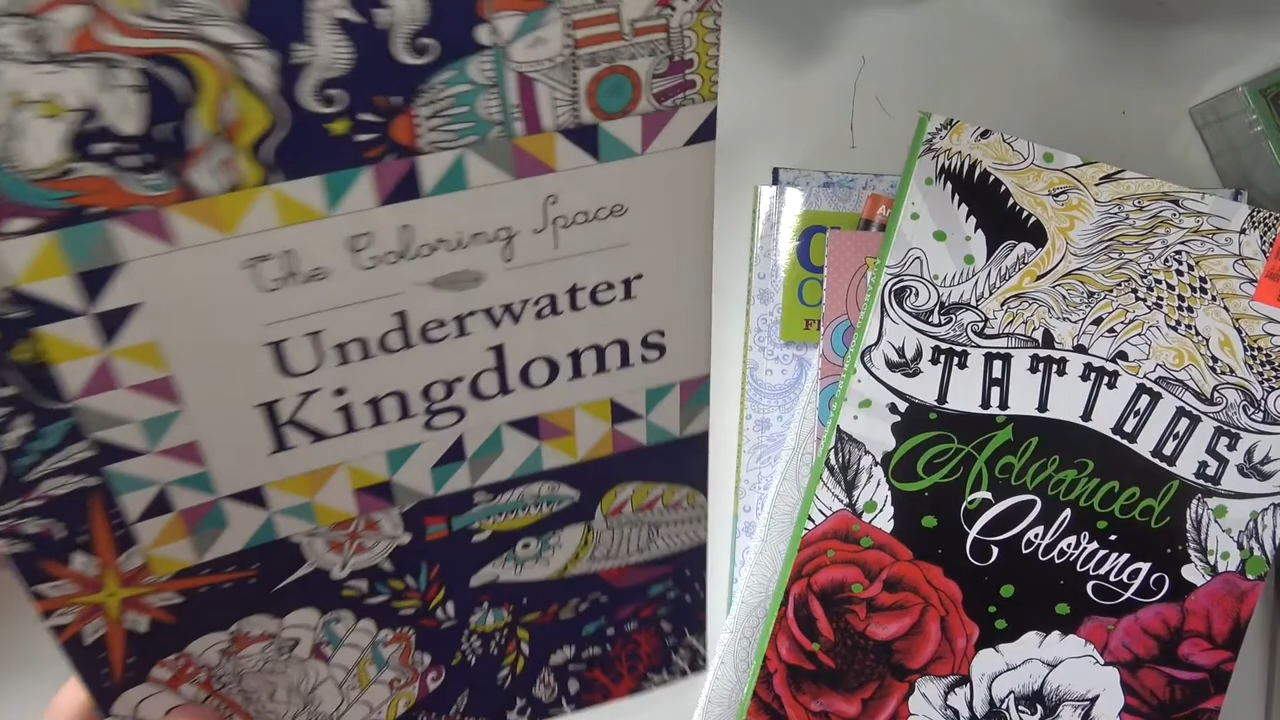 The Coloring Space
Underwater
Kingdoms
TATTOOS
Advanced
Coloring